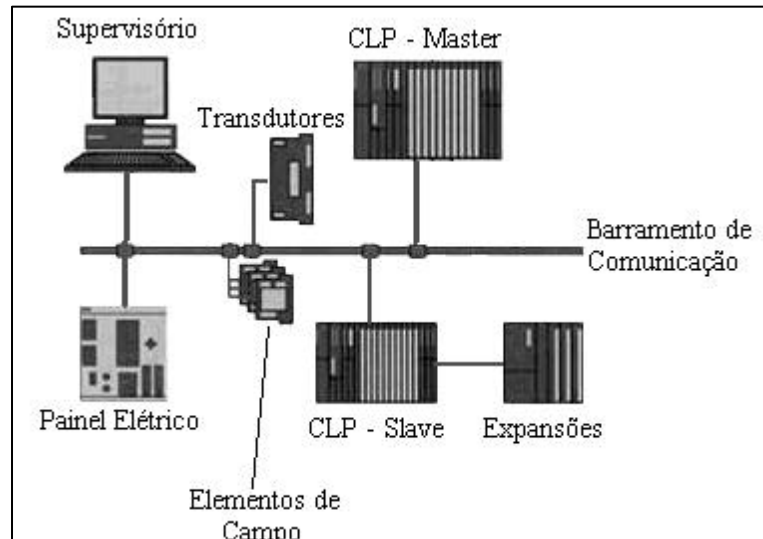 Supervisório
CLP - Master
Transdutores
Barramento de
Comunicação
Painel Elétrico
CLP - Slave
Expansões
Elementos de
Campo